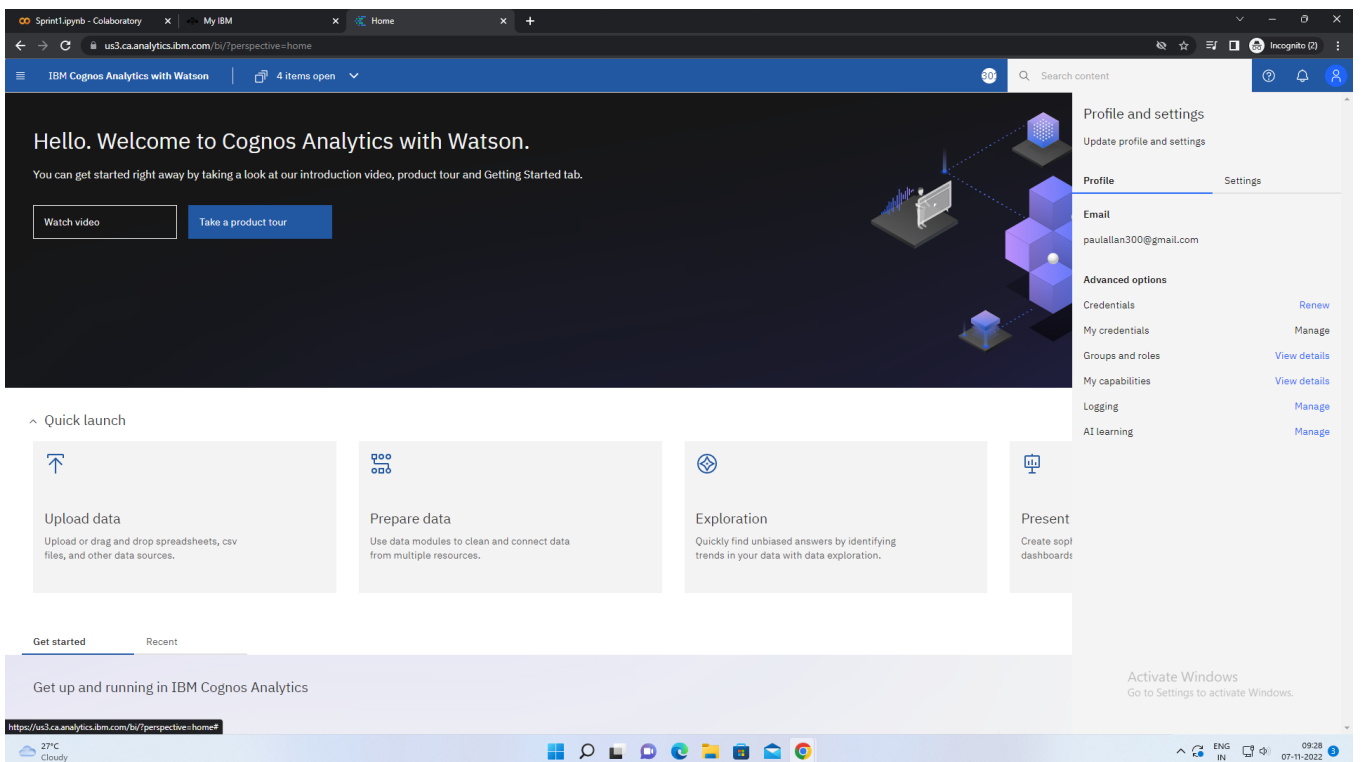 Sprint1.ipynb - Colaboratory
My IBM
Home
us3.ca.analytics.ibm.com/bi/?perspective=home
Incognito (2)
IBM Cognos Analytics with Watson
4 items open
Search content
Hello. Welcome to Cognos Analytics with Watson.
You can get started right away by taking a look at our introduction video, product tour and Getting Started tab.
Watch video
Take a product tour
Profile and settings
Update profile and settings
Profile
Settings
Email
paulallan300@gmail.com
Advanced options
Credentials
Renew
My credentials
Manage
Groups and roles
View details
My capabilities
View details
Logging
Manage
AI learning
Manage
Quick launch
Upload data
Upload or drag and drop spreadsheets, csv
files, and other data sources.
Prepare data
Use data modules to clean and connect data
from multiple resources.
Exploration
Quickly find unbiased answers by identifying
trends in your data with data exploration.
Present
Create soph
dashboards
Get started
Recent
Get up and running in IBM Cognos Analytics
Activate Windows
Go to Settings to activate Windows.
https://us3.ca.analytics.ibm.com/bi/?perspective=home#
27°C
Cloudy
ENG
IN
09:28
07-11-2022
3